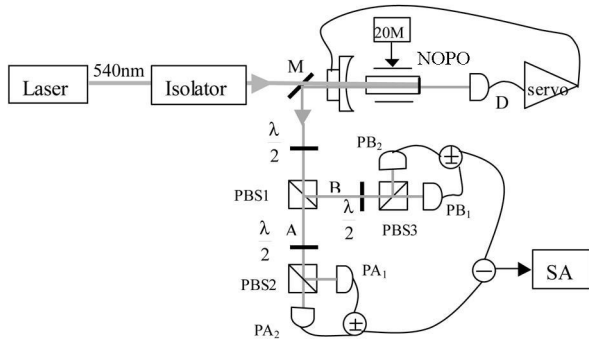 20M
NOPO
540nm
M
Laser
Isolator
servo
D
λ/2
PB2
PBS1
B
PB1
λ/2
PBS3
A
λ/2
SA
PBS2
PA1
PA2
±
±
−